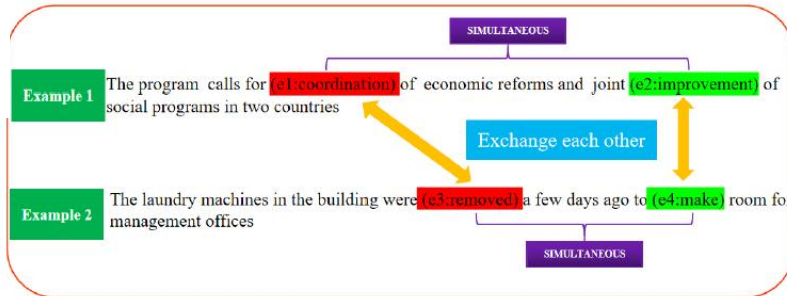 SIMULTANEOUS
Example 1
The program calls for (e1:coordination) of economic reforms and joint (e2:improvement) of
social programs in two countries
Exchange each other
Example 2
The laundry machines in the building were (e3:removed) a few days ago to (e4:make) room fo
management offices
SIMULTANEOUS